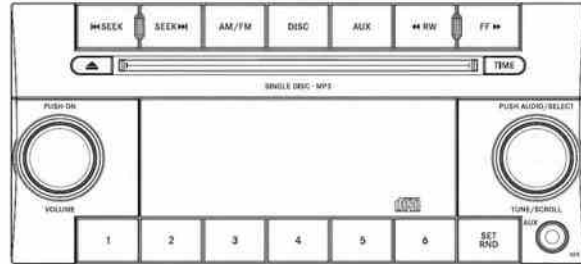 SEEK
SEEK
AM/FM
DISC
AUX
RW
FF
TIME
SINGLE DISC - MP3
PUSH-ON
PUSH AUDIO/SELECT
VOLUME
TUNE/SCROLL
1
2
3
4
5
6
SET
RND
AUX